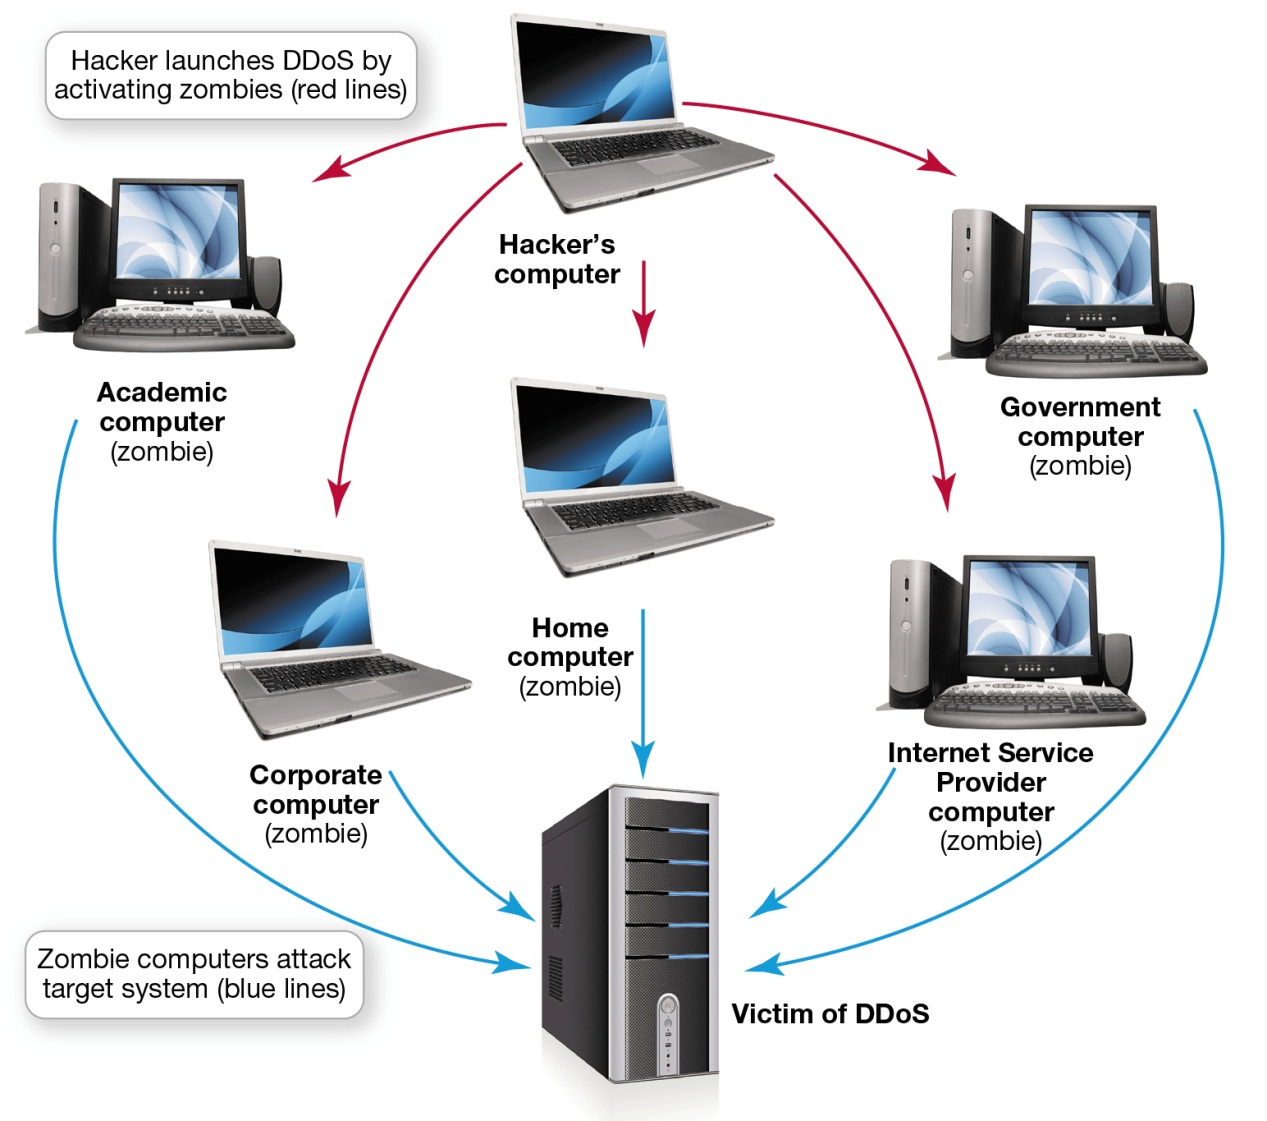 Hacker launches DDoS by
activating zombies (red lines)
Hacker’s
computer
Academic
computer
(zombie)
Government
computer
(zombie)
Home
computer
(zombie)
Corporate
computer
(zombie)
Internet Service
Provider
computer
(zombie)
Zombie computers attack
target system (blue lines)
Victim of DDoS